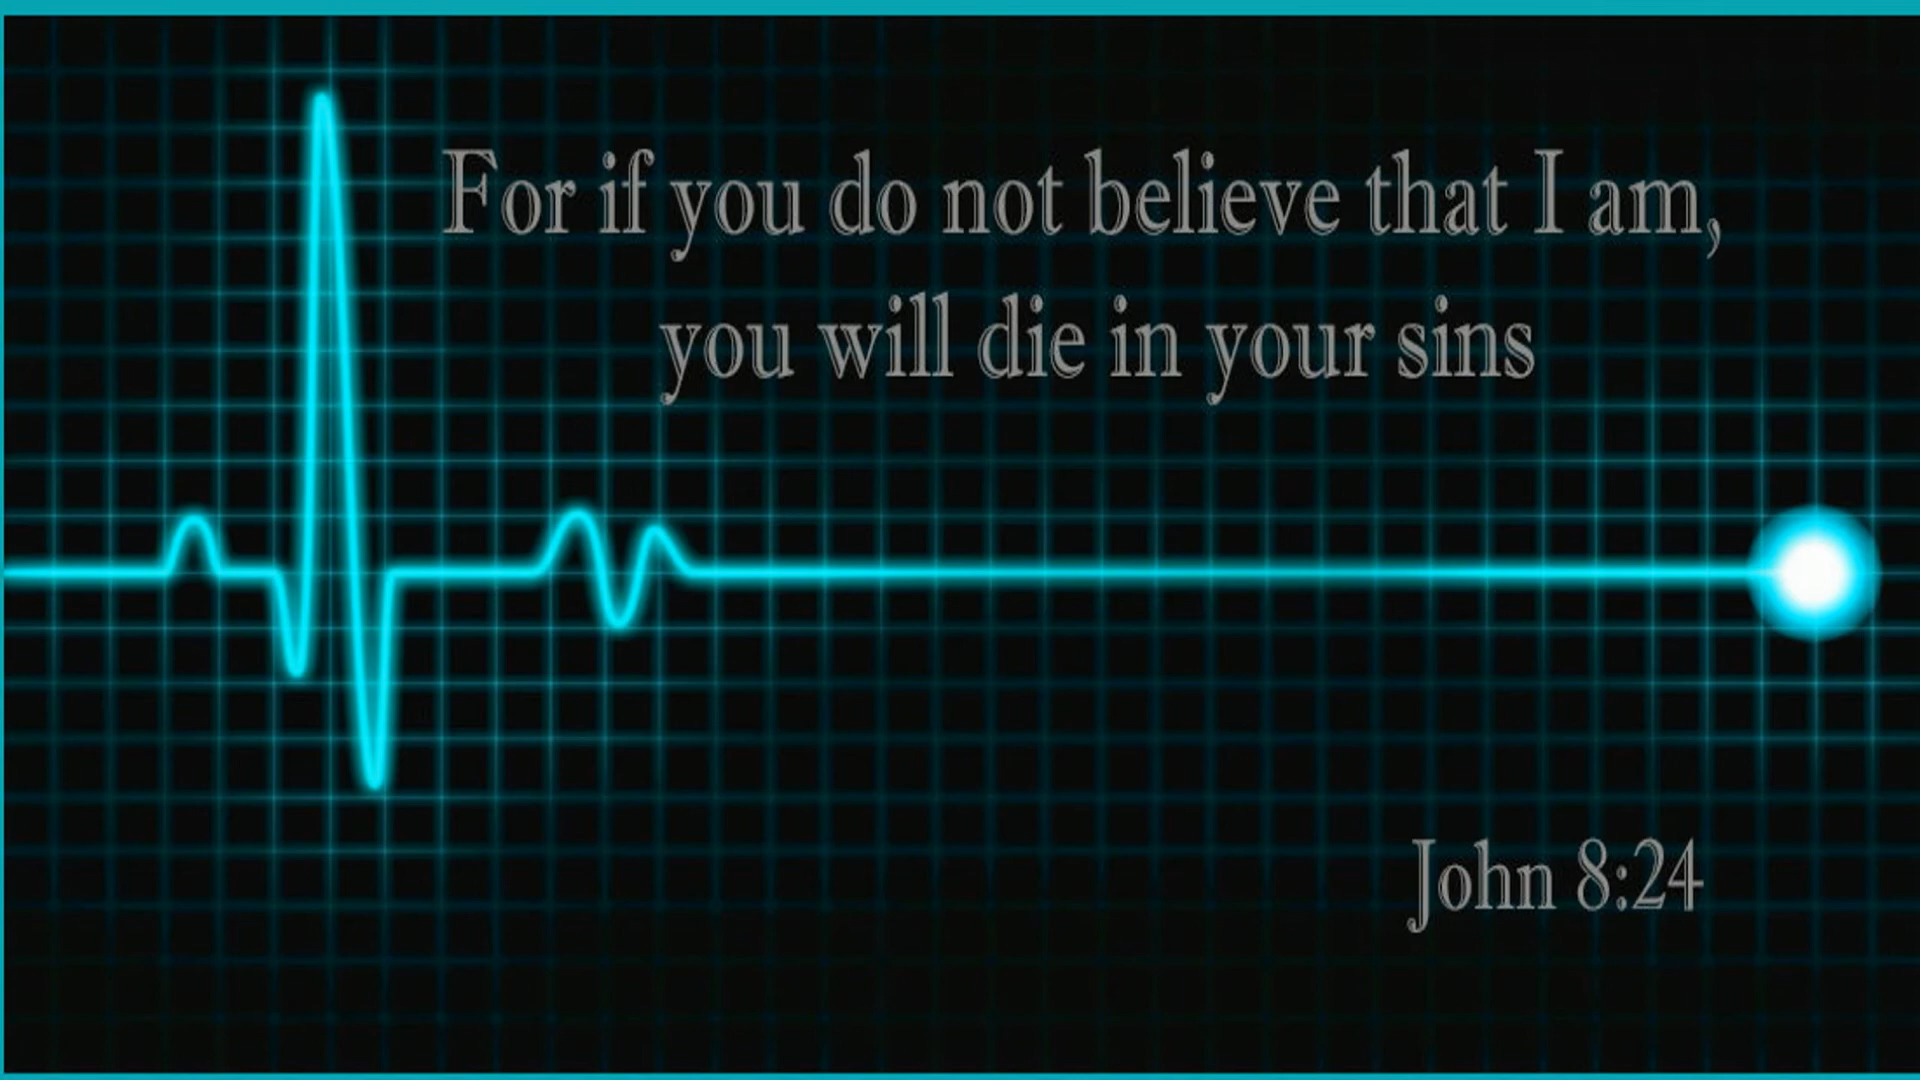 For if you do not believe that I am,
you will die in your sins
John 8:24